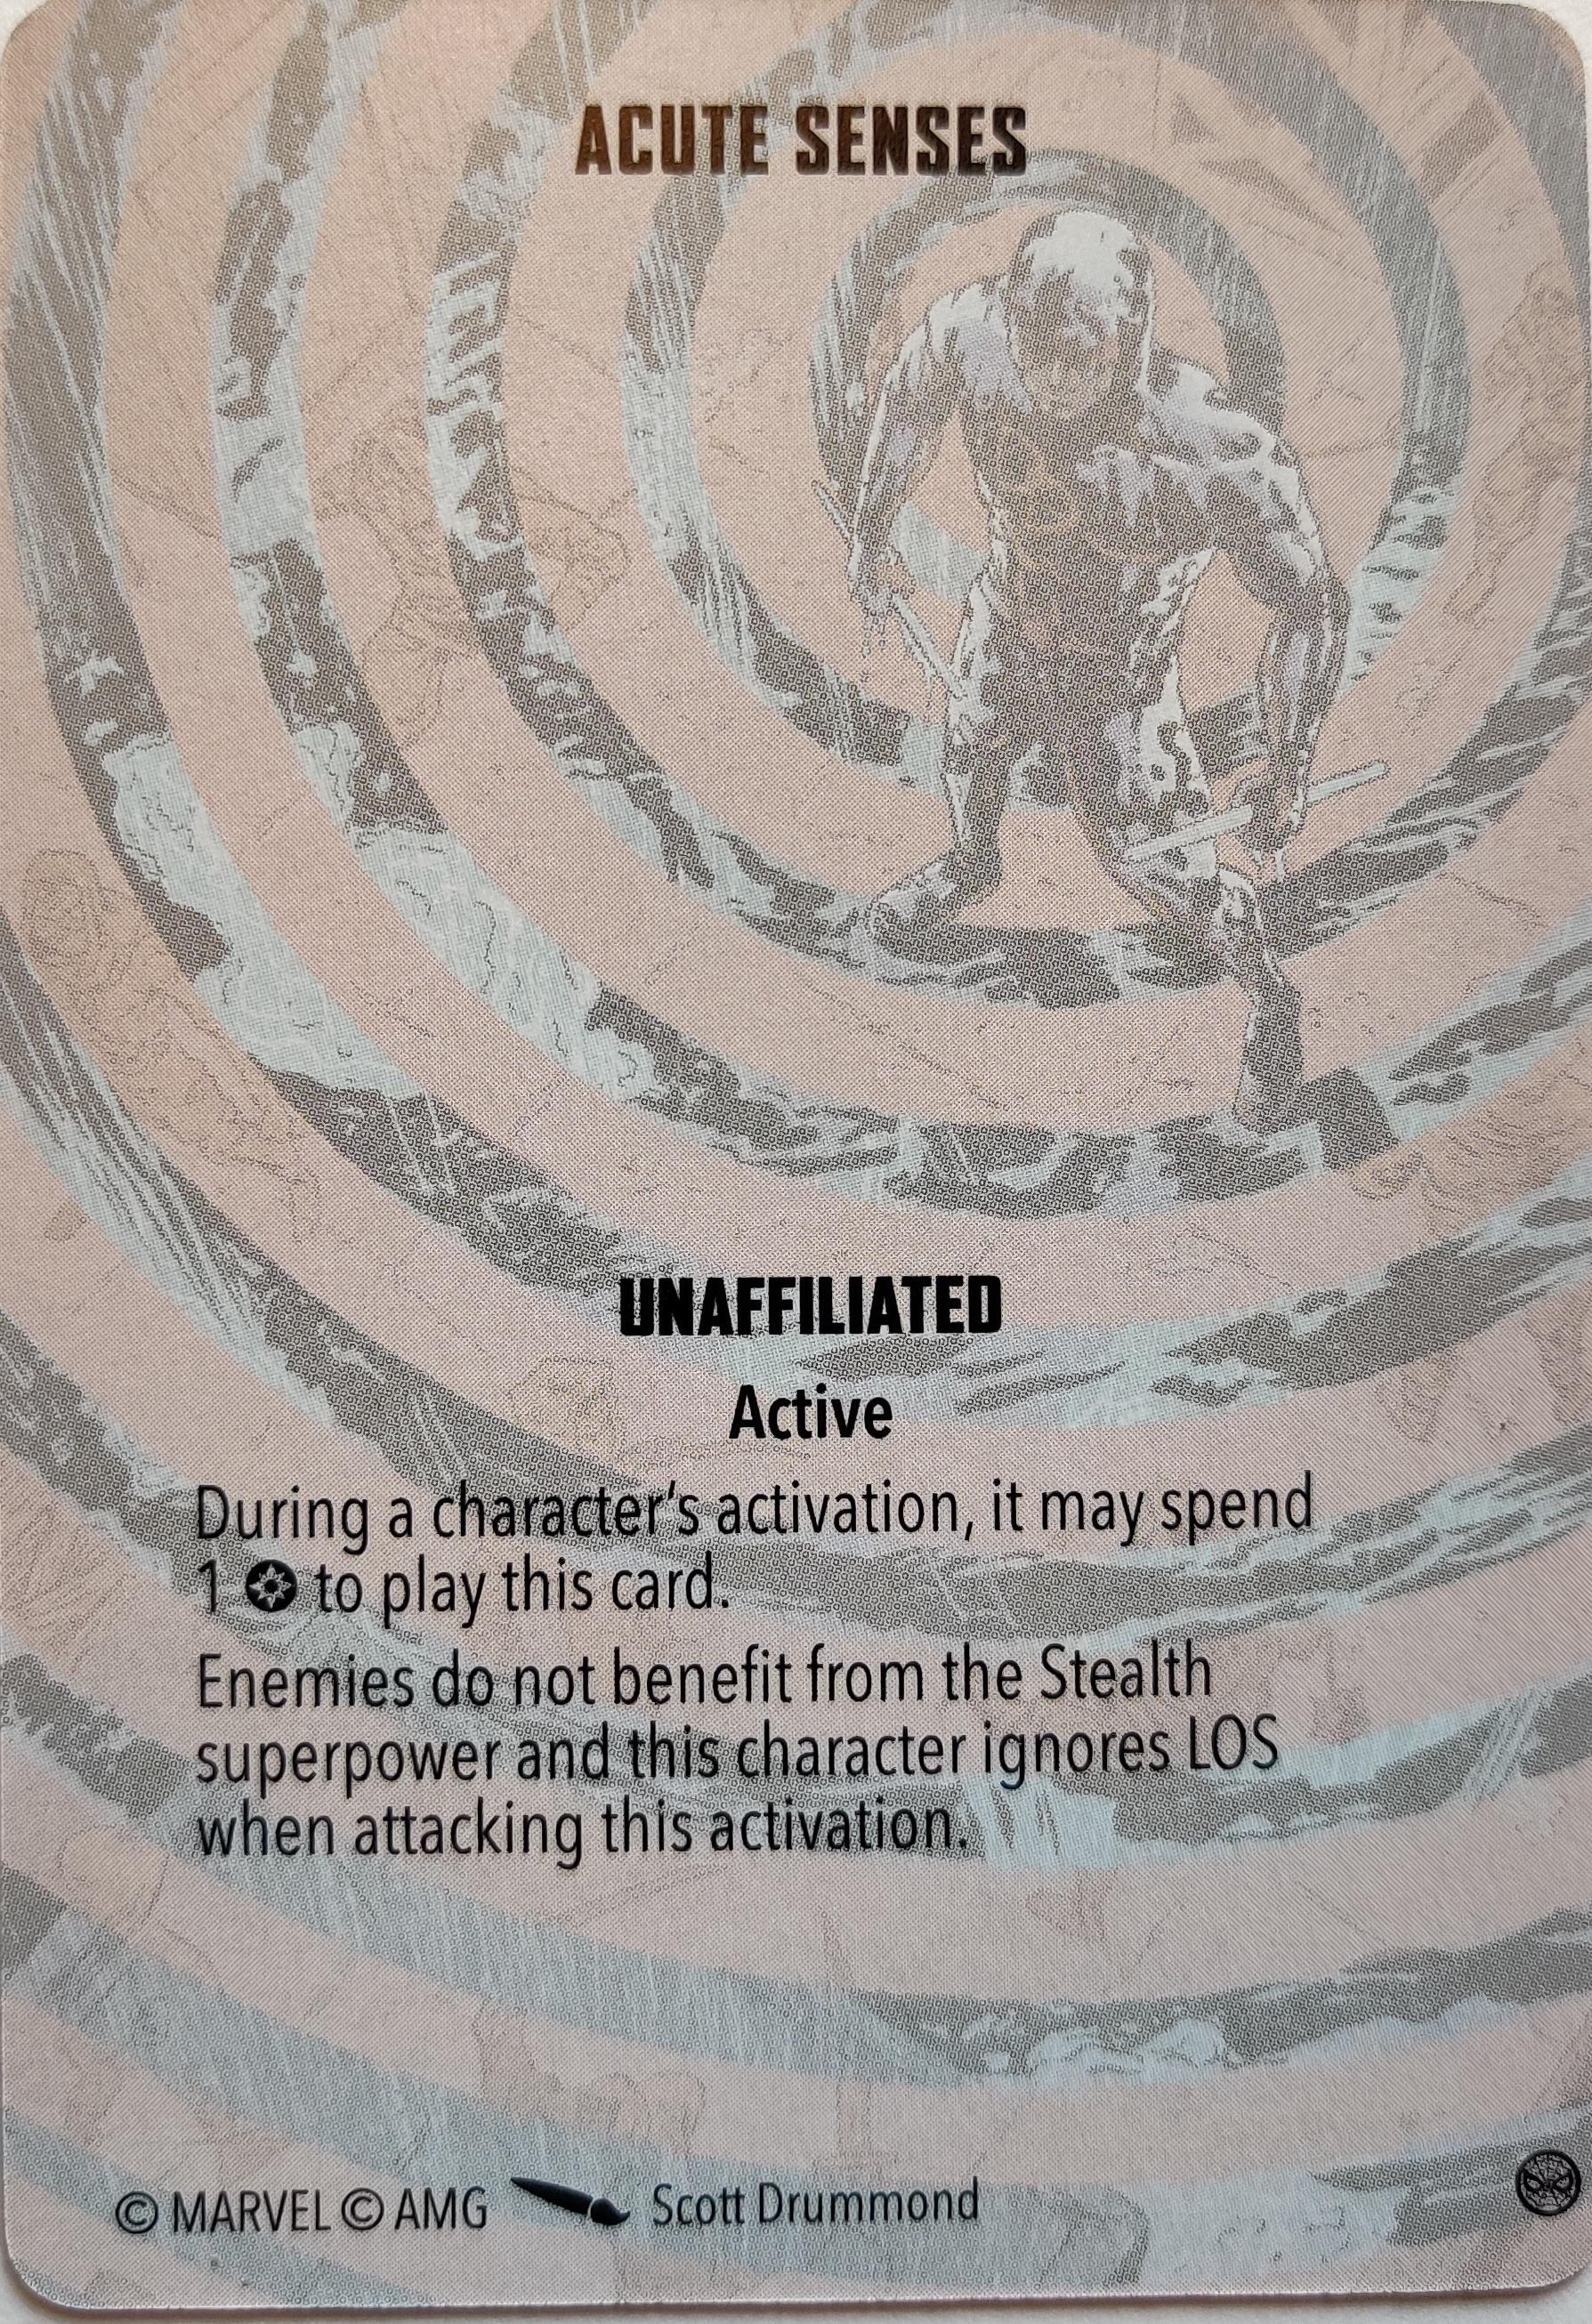 ACUTE SENSES
UNAFFILIATED
Active
During a character's activation, it may spend
1 to play this card.
Enemies do not benefit from the Stealth
superpower and this character ignores LOS
when attacking this activation.
© MARVEL © AMG Scott Drummond